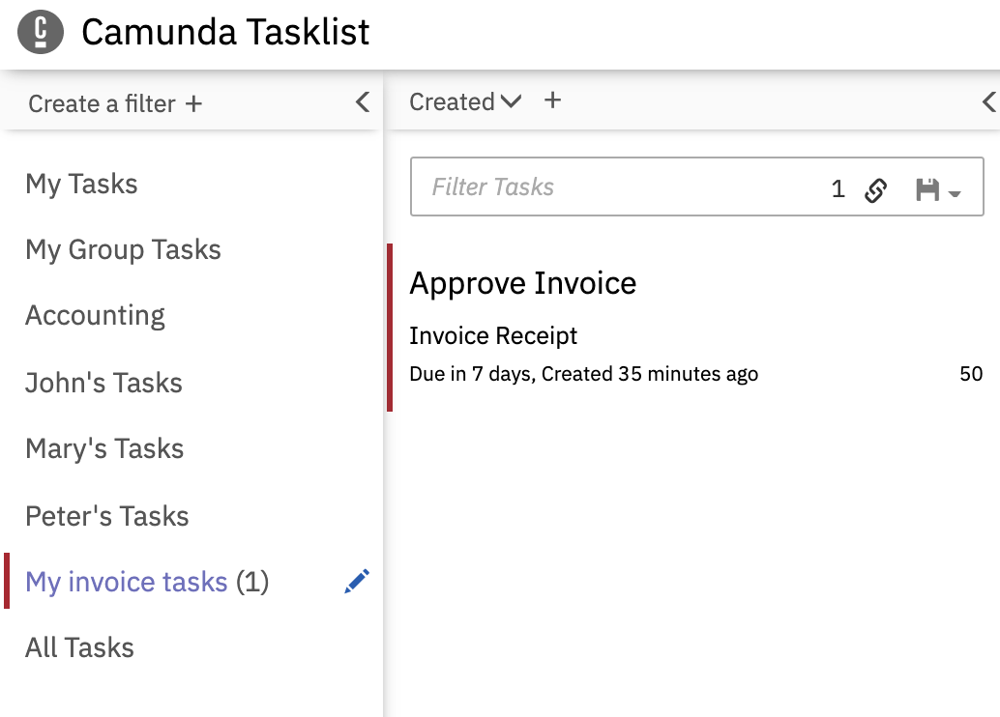 Camunda Tasklist
Create a filter +
Created +
My Tasks
My Group Tasks
Accounting
John's Tasks
Mary's Tasks
Peter's Tasks
My invoice tasks (1)
All Tasks
Filter Tasks 1
Approve Invoice
Invoice Receipt
Due in 7 days, Created 35 minutes ago 50